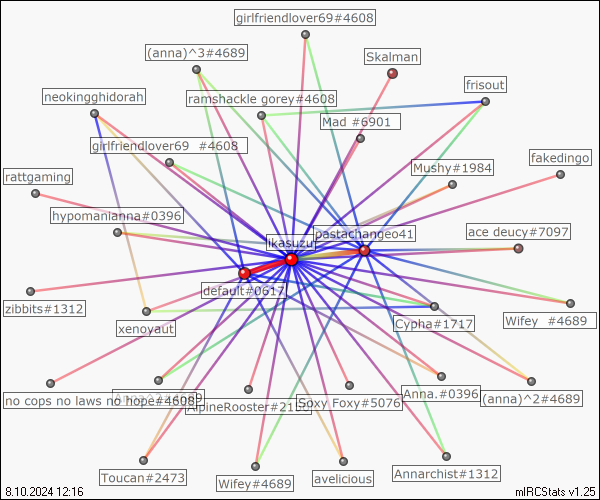 girlfriendlover69#4608
(anna)^3#4689
Skalman
frisout
neokingghidorah
ramshackle gorey#4608
Mad #6901
girlfriendlover69 #4608
fakedingo
Mushy#1984
rattgaming
hypomanianna#0396
ikasuzu
pastachangeo41
ace deucy#7097
default#0617
zibbits#1312
xenoyaut
Cypha#1717
Wifey #4689
no cops no laws no hope#4608
AlpineRooster#2135
Soxy Foxy#5076
Anna.#0396
(anna)^2#4689
Toucan#2473
Wifey#4689
avelicious
Annarchist#1312
8.10.2024 12:16
mIRCStats v1.25